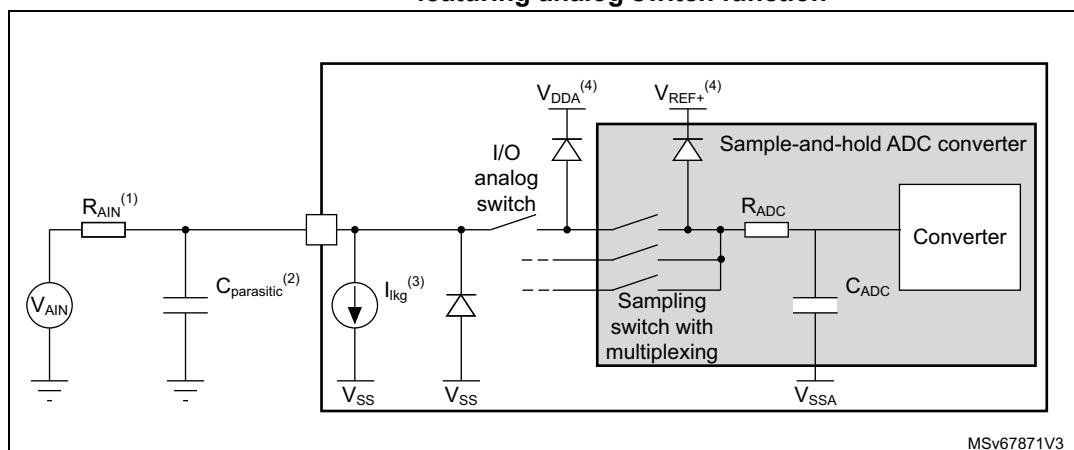 featuring analog switch function
V_DDA^(4)
V_REF+^(4)
Sample-and-hold ADC converter
I/O
analog
switch
R_AIN^(1)
R_ADC
Converter
V_AIN
C_parasitic^(2)
I_lkg^(3)
C_ADC
Sampling
switch with
multiplexing
V_SS
V_SS
V_SSA
MSv67871V3